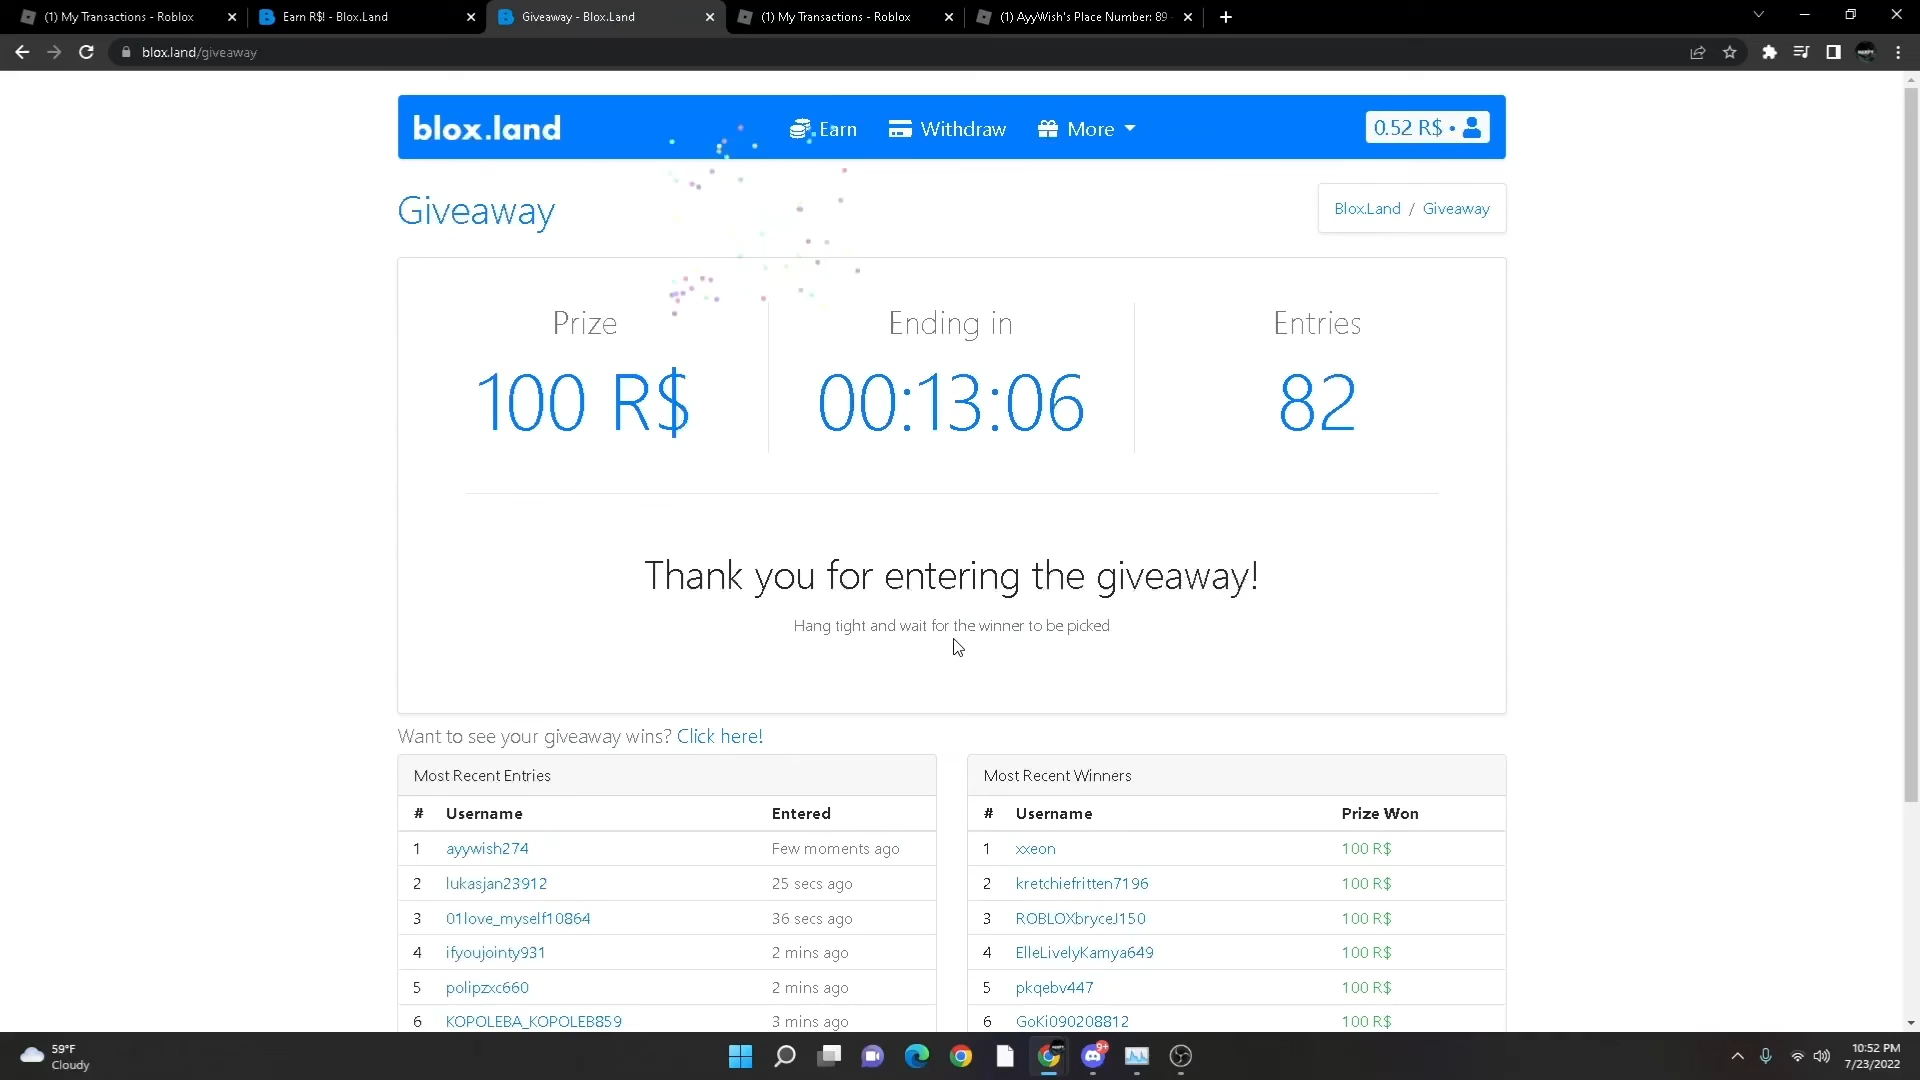 (1) My Transactions - Roblox
Earn R$! - Blox.Land
Giveaway - Blox.Land
(1) My Transactions - Roblox
(1) AyyWish's Place Number: 89
blox.land/giveaway
blox.land
Earn
Withdraw
More
0.52 R$ •
Giveaway
Blox.Land / Giveaway
Prize
Ending in
Entries
100 R$
00:13:06
82
Thank you for entering the giveaway!
Hang tight and wait for the winner to be picked
Want to see your giveaway wins? Click here!
Most Recent Entries
# Username Entered
1 ayywish274 Few moments ago
2 lukasjan23912 25 secs ago
3 01love_myself10864 36 secs ago
4 ifyoujointy931 2 mins ago
5 polipzxc660 2 mins ago
6 KOPOLEBA_KOPOLEB859 3 mins ago
Most Recent Winners
# Username Prize Won
1 xxeon 100 R$
2 kretchiefritten7196 100 R$
3 ROBLOXbryceJ150 100 R$
4 ElleLivelyKamya649 100 R$
5 pkqebv447 100 R$
6 GoKi090208812 100 R$
59°F
Cloudy
9+
10:52 PM
7/23/2022